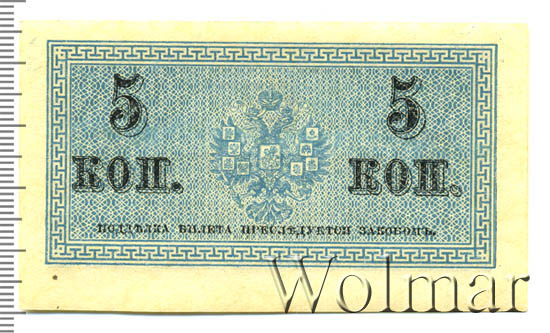 5 5
КОП. КОП.
ПОДДѢЛКА БИЛЕТА ПРЕСЛѢДУЕТСЯ ЗАКОНОМЪ.
Wolmar